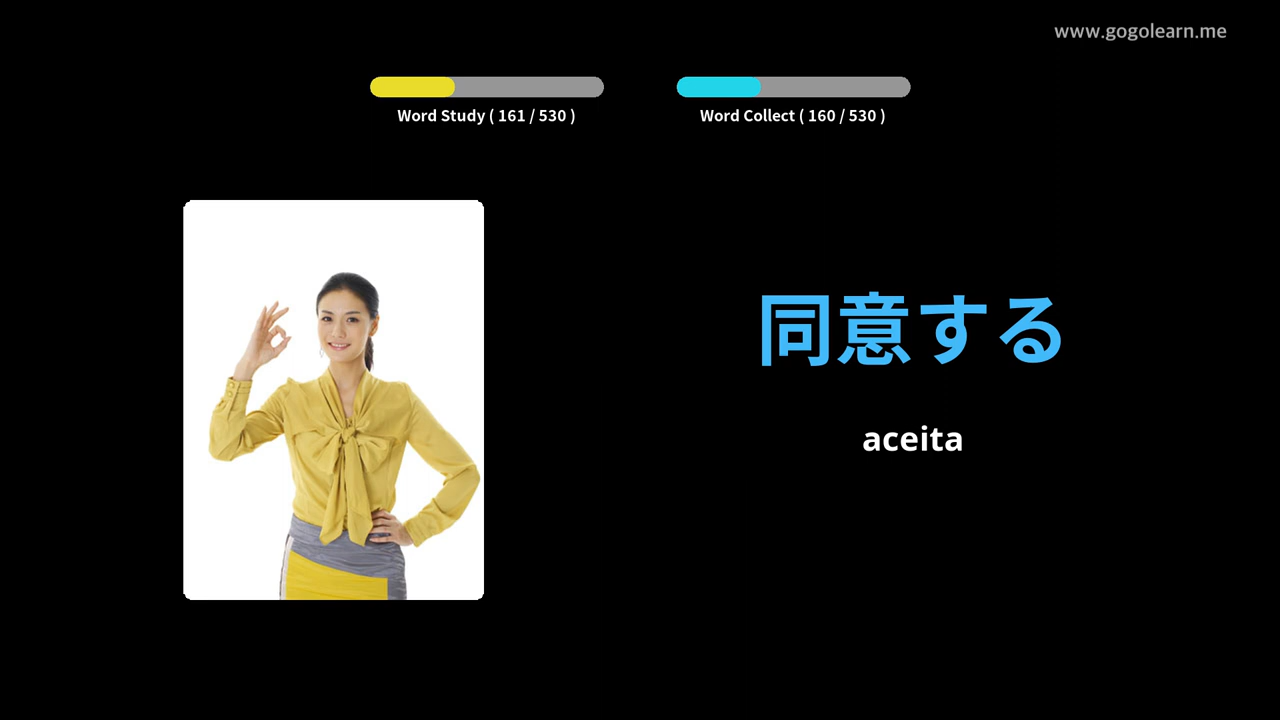 www.gogolearn.me
Word Study ( 161 / 530 )
Word Collect ( 160 / 530 )
同意する
aceita